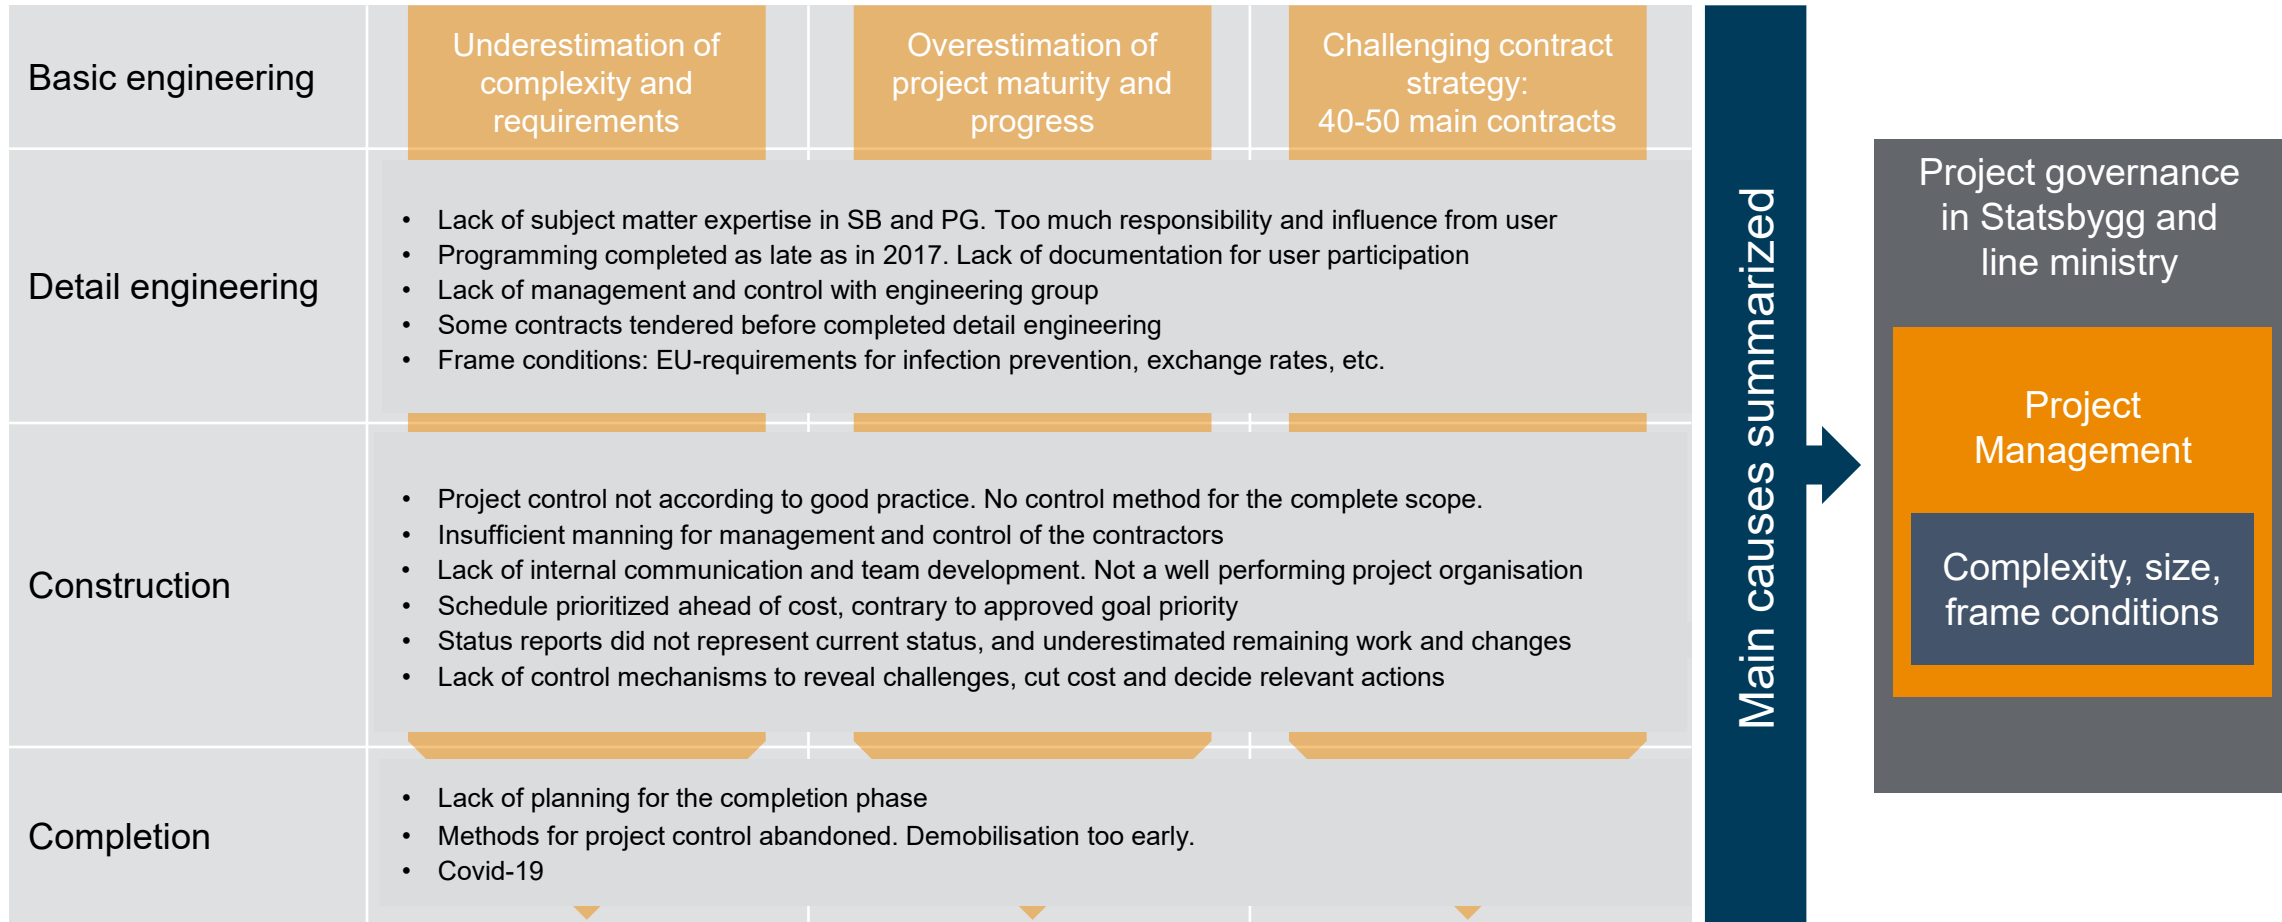 Basic engineering
Underestimation of
complexity and
requirements
Overestimation of
project maturity and
progress
Challenging contract
strategy:
40-50 main contracts
Detail engineering
• Lack of subject matter expertise in SB and PG. Too much responsibility and influence from user
• Programming completed as late as in 2017. Lack of documentation for user participation
• Lack of management and control with engineering group
• Some contracts tendered before completed detail engineering
• Frame conditions: EU-requirements for infection prevention, exchange rates, etc.
Construction
• Project control not according to good practice. No control method for the complete scope.
• Insufficient manning for management and control of the contractors
• Lack of internal communication and team development. Not a well performing project organisation
• Schedule prioritized ahead of cost, contrary to approved goal priority
• Status reports did not represent current status, and underestimated remaining work and changes
• Lack of control mechanisms to reveal challenges, cut cost and decide relevant actions
Completion
• Lack of planning for the completion phase
• Methods for project control abandoned. Demobilisation too early.
• Covid-19
Main causes summarized
Project governance
in Statsbygg and
line ministry
Project
Management
Complexity, size,
frame conditions